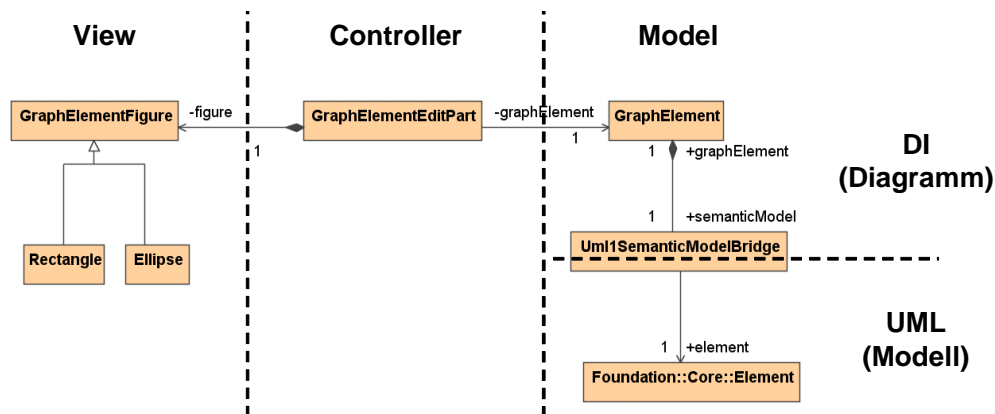 View
Controller
Model
GraphElementFigure
-figure
1
GraphElementEditPart
-graphElement
1
GraphElement
1 +graphElement
DI
(Diagramm)
1 +semanticModel
Rectangle
Ellipse
Uml1SemanticModelBridge
UML
(Modell)
1 +element
Foundation::Core::Element